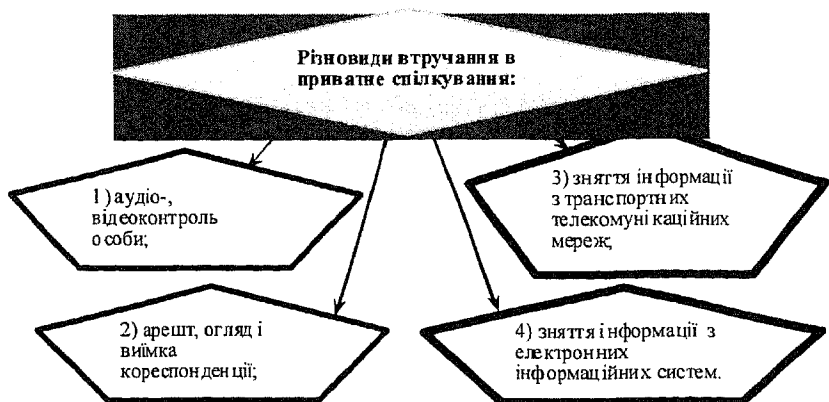 Різновиди втручання в
приватне спілкування:
1) аудіо-,
відеоконтроль
особи;
3) зняття інформації
з транспортних
телекомунікаційних
мереж;
2) арешт, огляд і
виїмка
кореспонденції;
4) зняття інформації з
електронних
інформаційних систем.